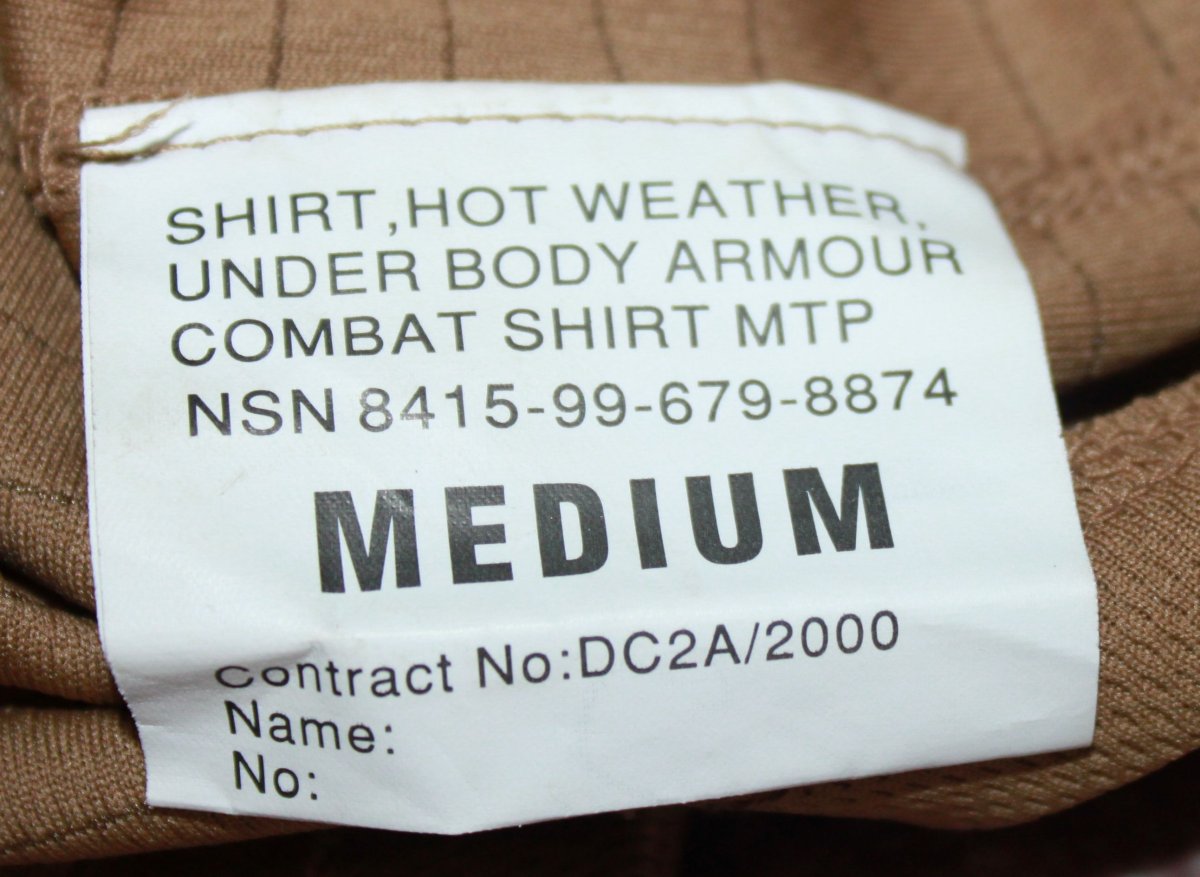 SHIRT,HOT WEATHER,
UNDER BODY ARMOUR
COMBAT SHIRT MTP
NSN 8415-99-679-8874
MEDIUM
Contract No:DC2A/2000
Name:
No: